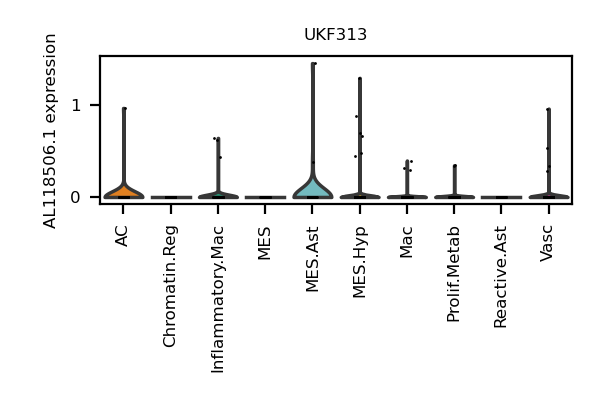 UKF313
AL118506.1 expression
1
0
AC
Chromatin.Reg
Inflammatory.Mac
MES
MES.Ast
MES.Hyp
Mac
Prolif.Metab
Reactive.Ast
Vasc